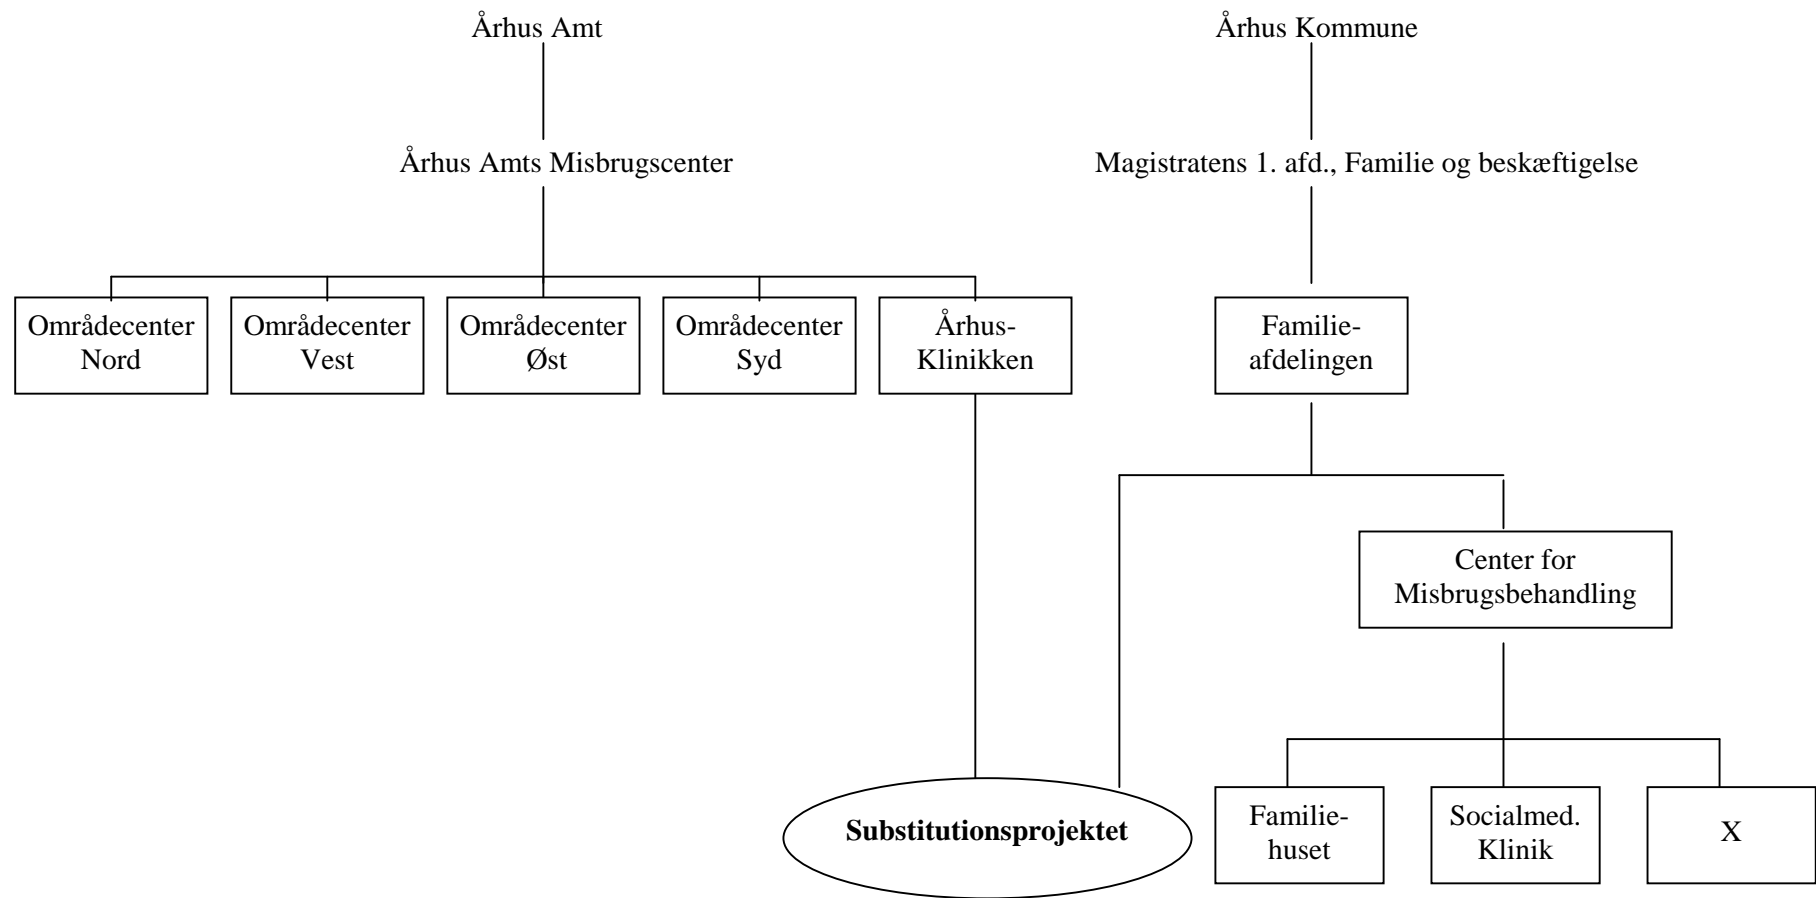 Århus Amt
Århus Kommune
Århus Amts Misbrugscenter
Magistratens 1. afd., Familie og beskæftigelse
Områdecenter
Nord
Områdecenter
Vest
Områdecenter
Øst
Områdecenter
Syd
Århus-
Klinikken
Familie-
afdelingen
Center for
Misbrugsbehandling
Substitutionsprojektet
Familie-
huset
Socialmed.
Klinik
X